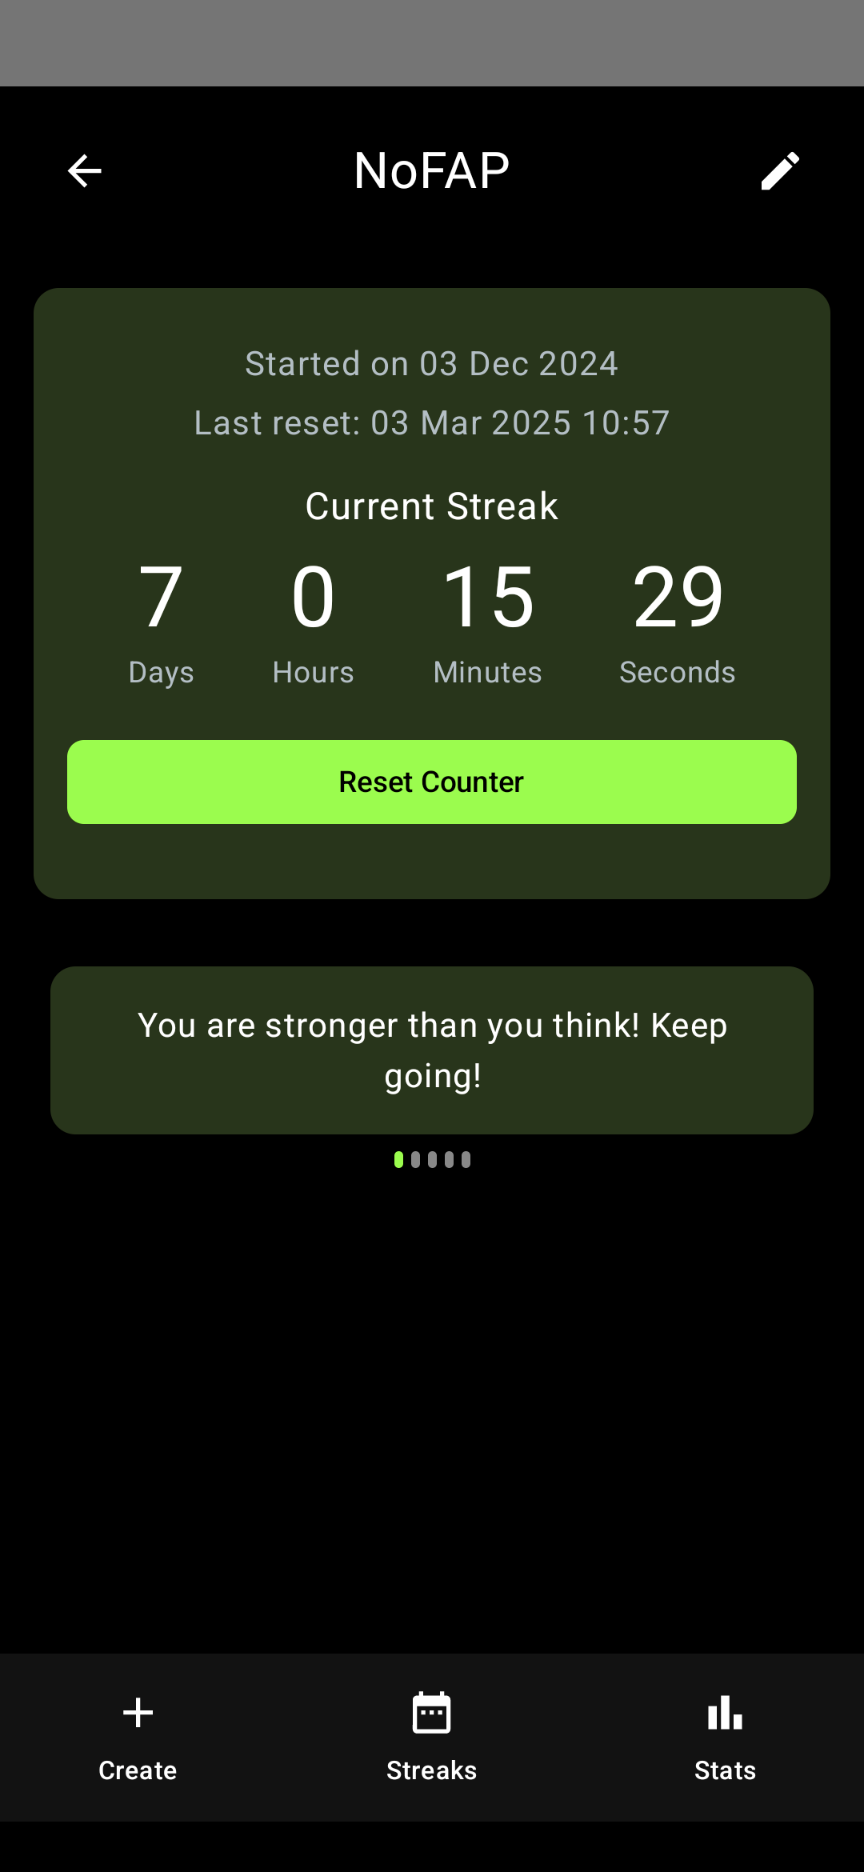 NoFAP
Started on 03 Dec 2024
Last reset: 03 Mar 2025 10:57
Current Streak
7 0 15 29
Days Hours Minutes Seconds
Reset Counter
You are stronger than you think! Keep
going!
Create Streaks Stats